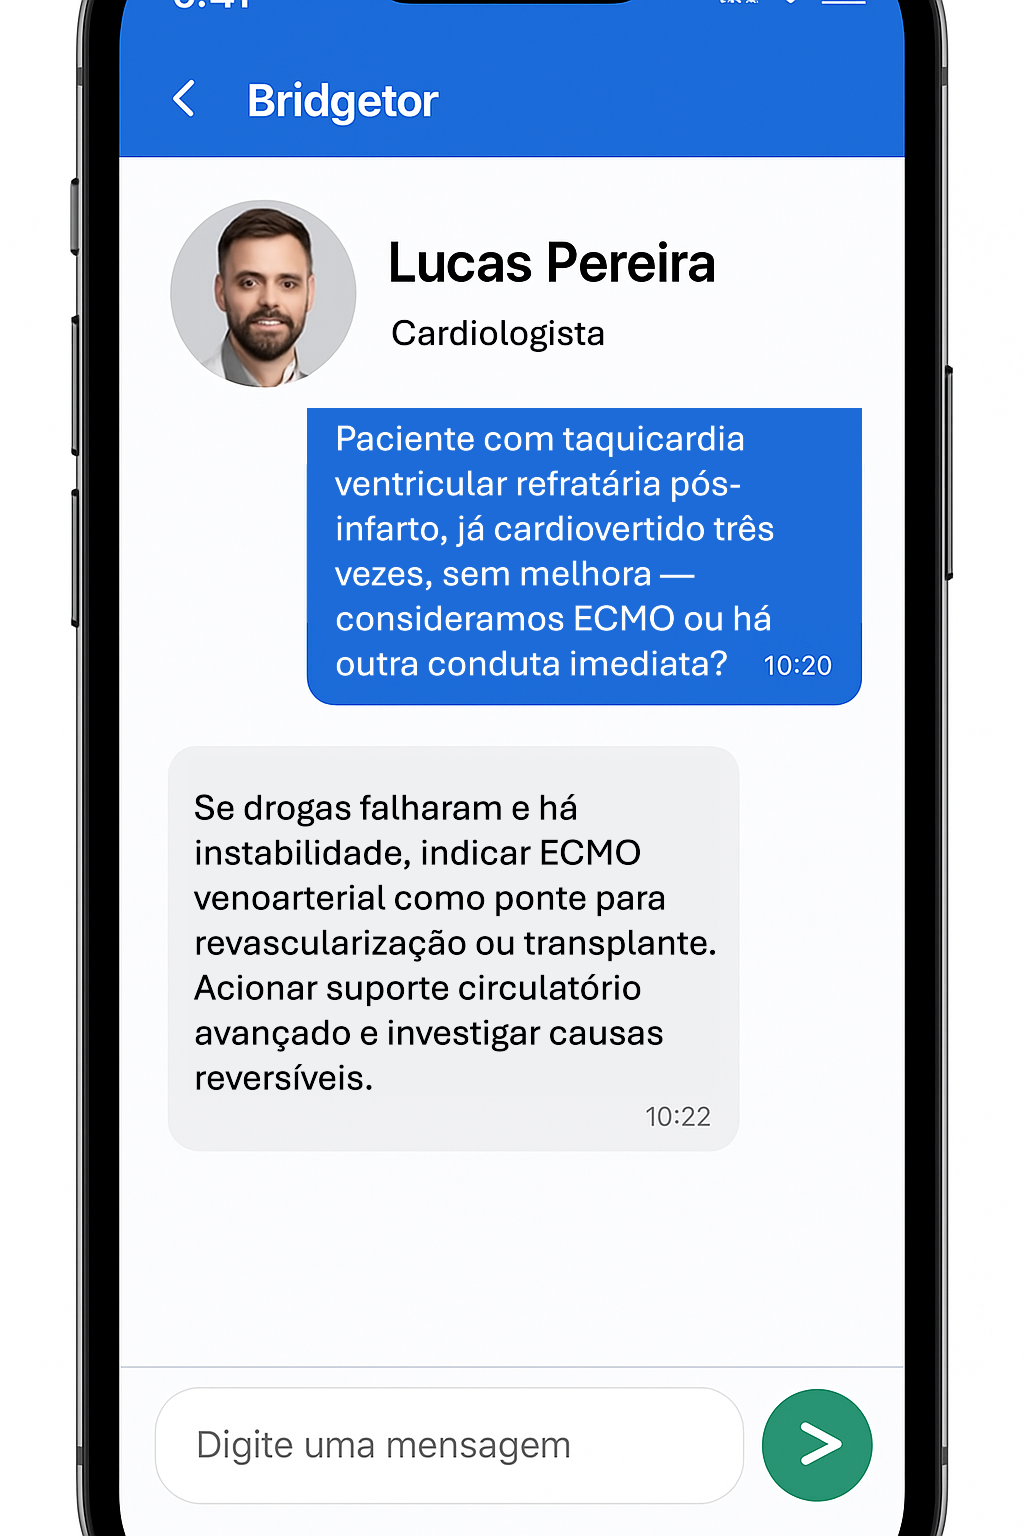 Bridgetor
Lucas Pereira
Cardiologista
Paciente com taquicardia
ventricular refratária pós-
infarto, já cardiovertido três
vezes, sem melhora —
consideramos ECMO ou há
outra conduta imediata? 10:20
Se drogas falharam e há
instabilidade, indicar ECMO
venoarterial como ponte para
revascularização ou transplante.
Acionar suporte circulatório
avançado e investigar causas
reversíveis.
10:22
Digite uma mensagem